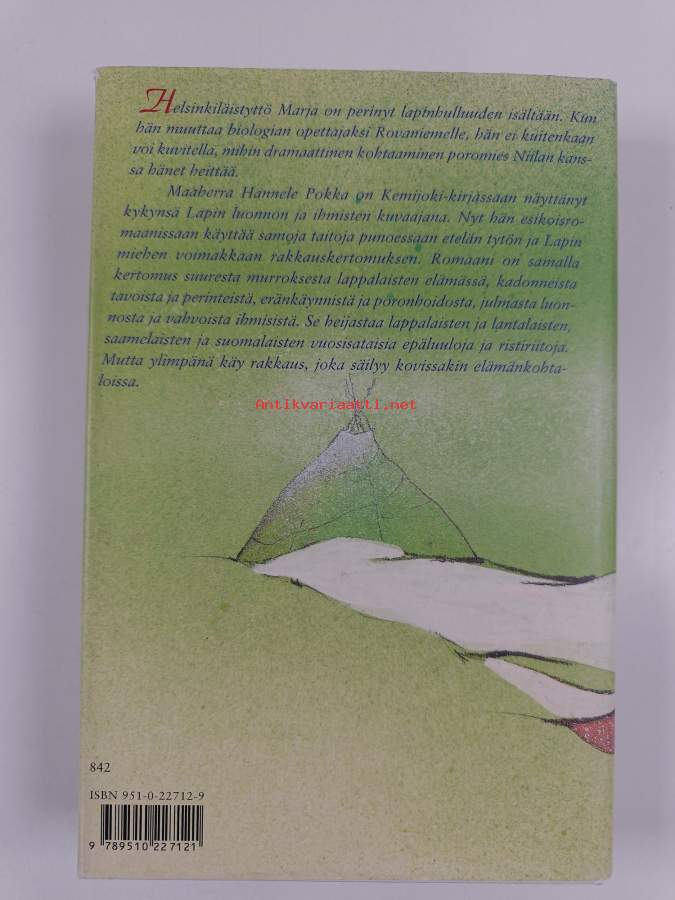 Helsinkiläistyttö Marja on perinyt lapinhulluuden isältään. Kun
hän muuttaa biologian opettajaksi Rovaniemelle, hän ei kuitenkaan
voi kuvitella, mihin dramaattinen kohtaaminen poromies Niilan kans-
sa hänet heittää.
Maaherra Hannele Pokka on Kemijoki-kirjassaan näyttänyt
kykynsä Lapin luonnon ja ihmisten kuvaajana. Nyt hän esikoisro-
maanissaan käyttää samoja taitoja punoessaan etelän tytön ja Lapin
miehen voimakkaan rakkauskertomuksen. Romaani on samalla
kertomus suuresta murroksesta lappalaisten elämässä, kadonneista
tavoista ja perinteistä, eränkäynnistä ja poronhoidosta, julmasta luon-
nosta ja vahvoista ihmisistä. Se heijastaa lappalaisten ja lantalaisten,
saamelaisten ja suomalaisten vuosisataisia epäluuloja ja ristiriitoja.
Mutta ylimpänä käy rakkaus, joka säilyy kovissakin elämänkohta-
loissa.
Antikvariaatti.net
842
ISBN 951-0-22712-9
9 789510 227121